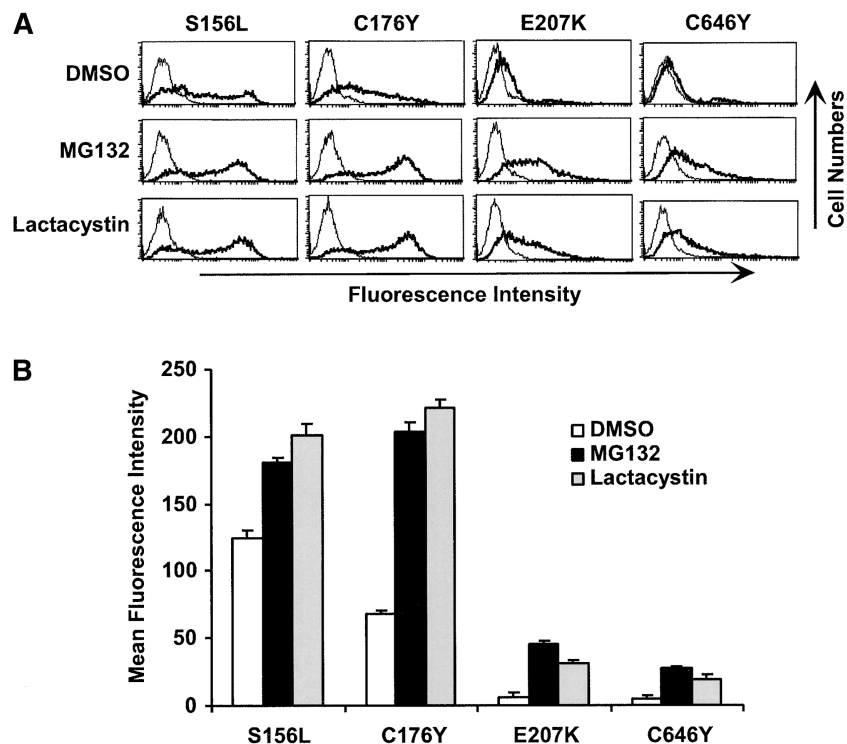 A
S156L C176Y E207K C646Y
DMSO
MG132
Lactacystin
Cell Numbers
Fluorescence Intensity
B
Mean Fluorescence Intensity
250
200
150
100
50
0
DMSO
MG132
Lactacystin
S156L C176Y E207K C646Y